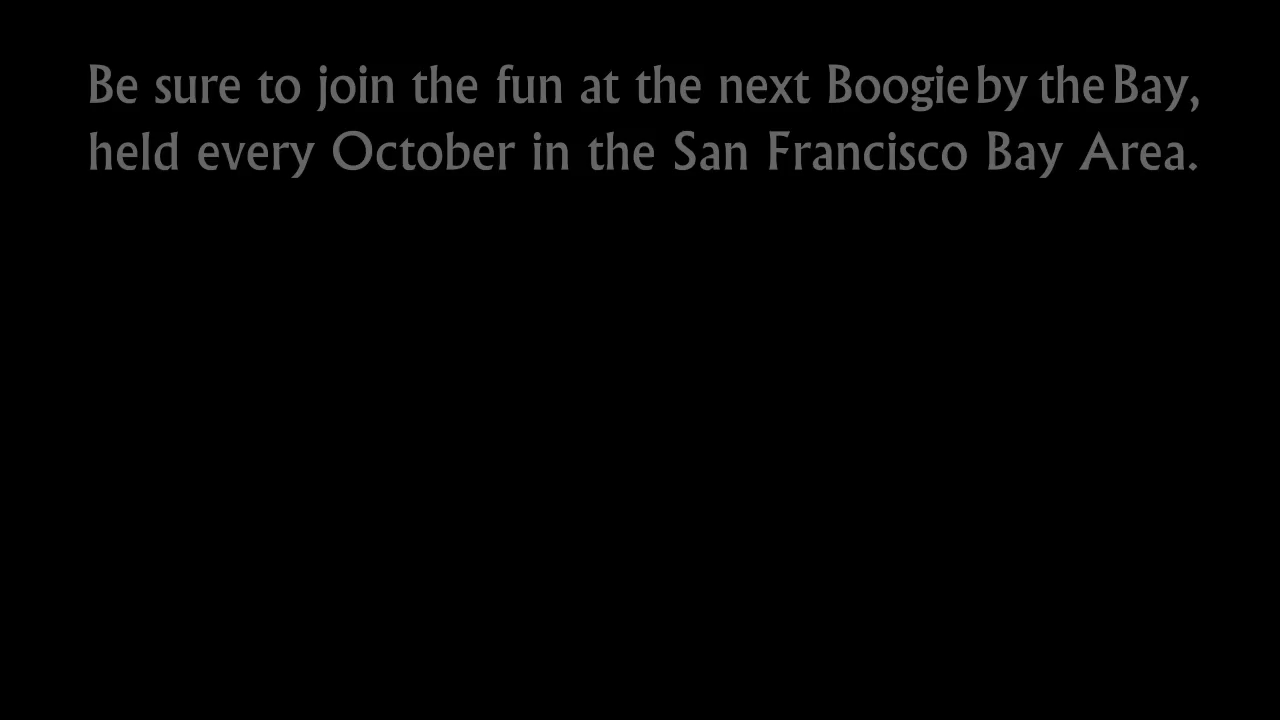 Be sure to join the fun at the next Boogie by the Bay,
held every October in the San Francisco Bay Area.